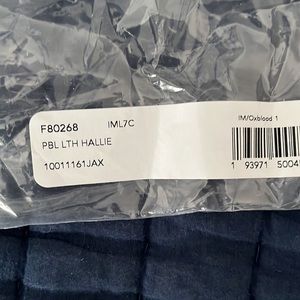 F80268 IML7C
PBL LTH HALLIE
10011161JAX
IM/Oxblood 1
1 93971 5004